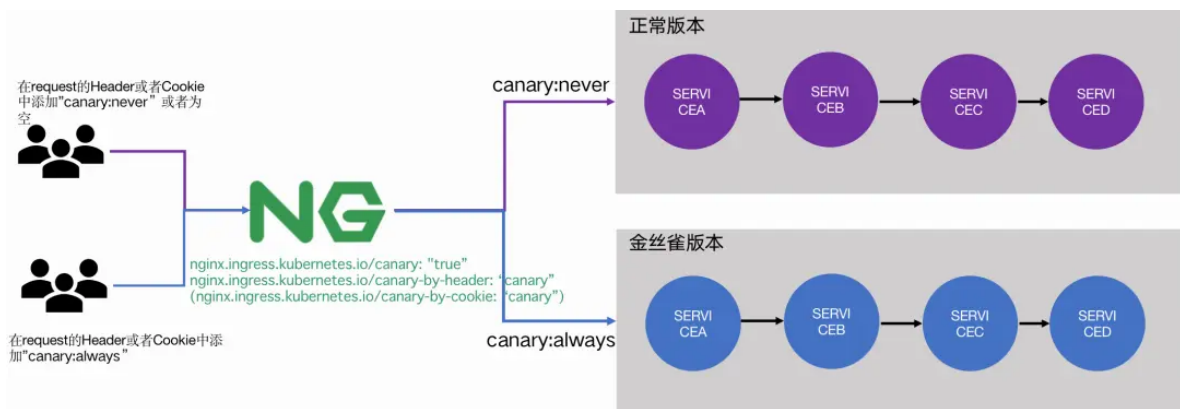 在request的Header或者Cookie
中添加"canary:never" 或者为
空
canary:never
正常版本
SERVI
CEA
SERVI
CEB
SERVI
CEC
SERVI
CED
NG
nginx.ingress.kubernetes.io/canary: "true"
nginx.ingress.kubernetes.io/canary-by-header: “canary”
(nginx.ingress.kubernetes.io/canary-by-cookie: “canary”)
在request的Header或者Cookie中添
加"canary:always”
canary:always
金丝雀版本
SERVI
CEA
SERVI
CEB
SERVI
CEC
SERVI
CED